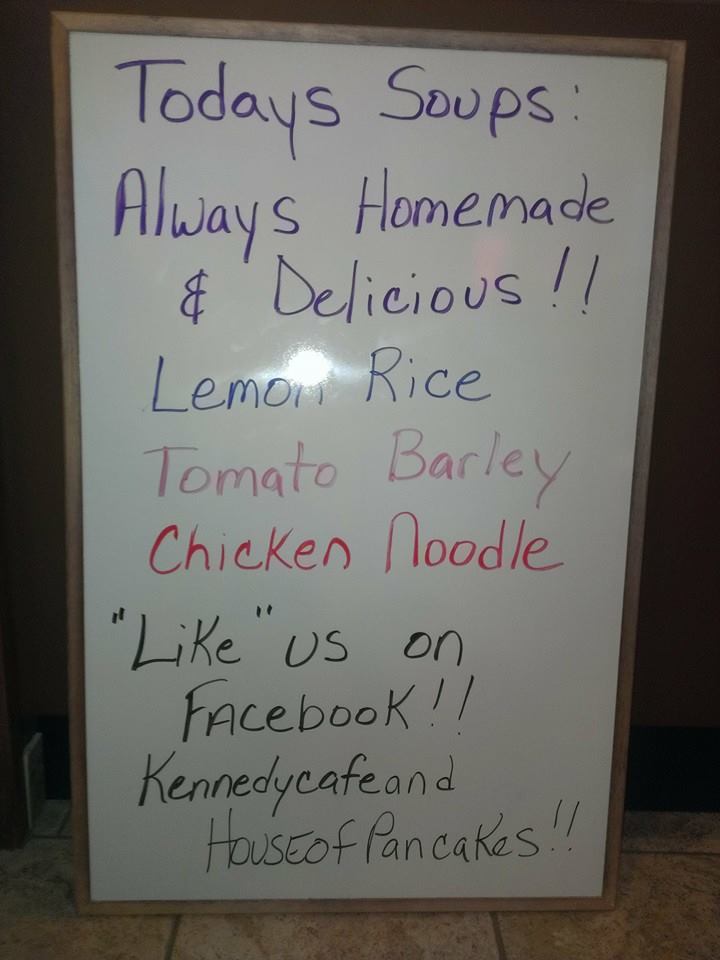 Todays Soups:
Always Homemade
& Delicious!!
Lemon Rice
Tomato Barley
Chicken Noodle
"Like" us on
Facebook!!
Kennedycafeand
HouseofPancakes!!